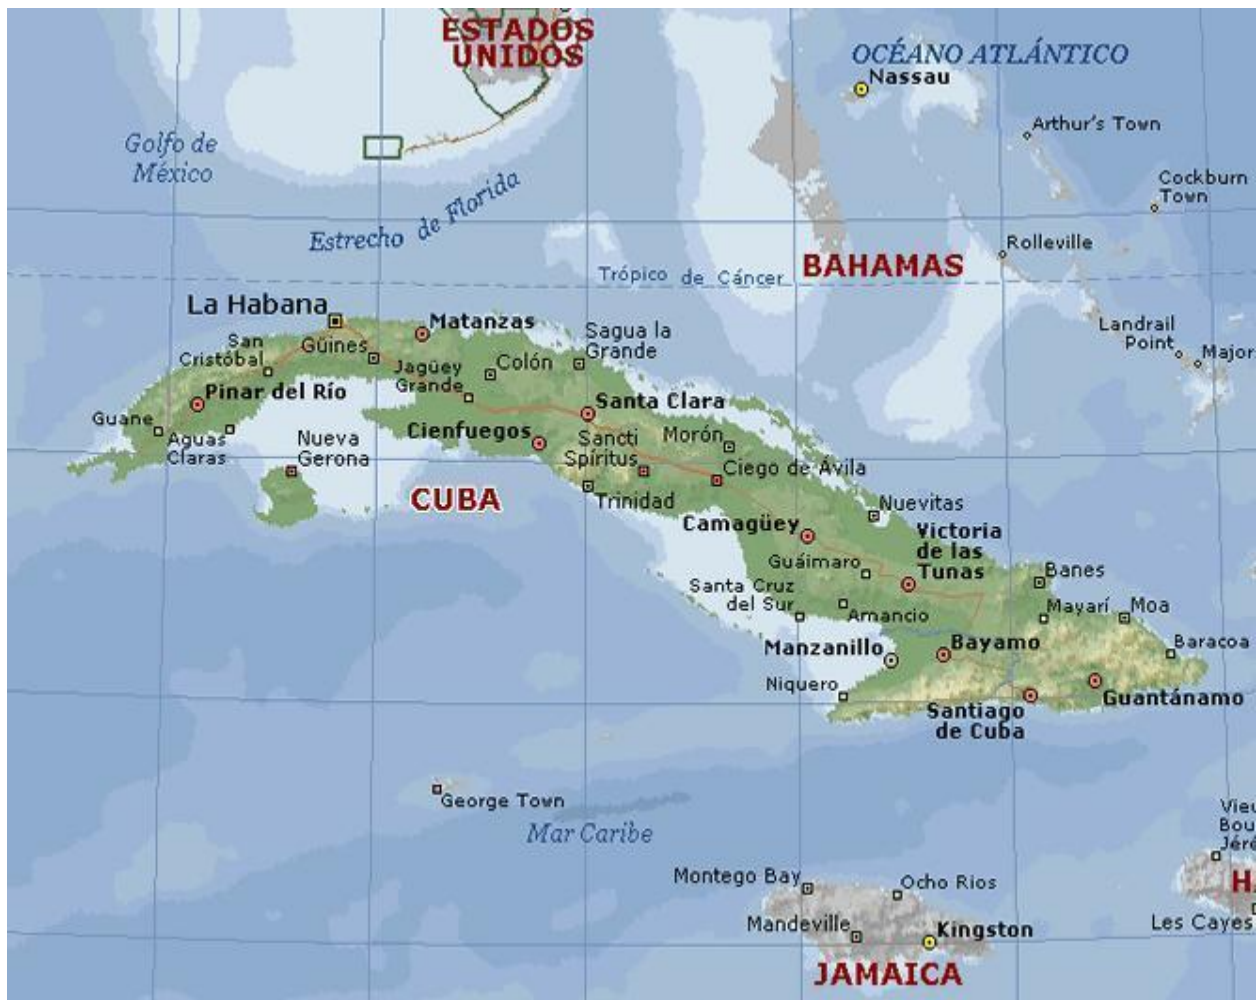 ESTADOS
UNIDOS
OCÉANO ATLÁNTICO
Nassau
Arthur's Town
Golfo de
México
Estrecho de Florida
Cockburn
Town
Rolleville
BAHAMAS
Trópico de Cáncer
La Habana
Matanzas
San
Cristóbal
Güines
Sagua la
Grande
Landrail
Point
Major
Jagüey
Grande
Colón
Pinar del Río
Santa Clara
Guane
Aguas
Claras
Nueva
Gerona
Cienfuegos
Sancti
Spíritus
Morón
Ciego de Ávila
CUBA
Trinidad
Nuevitas
Camagüey
Victoria
de las
Tunas
Guáimaro
Banes
Santa Cruz
del Sur
Amancio
Mayarí
Moa
Manzanillo
Bayamo
Baracoa
Niquero
Santiago
de Cuba
Guantánamo
George Town
Mar Caribe
Montego Bay
Ocho Rios
Mandeville
Kingston
JAMAICA
Vieu
Bou
Jéré
H
Les Cayes